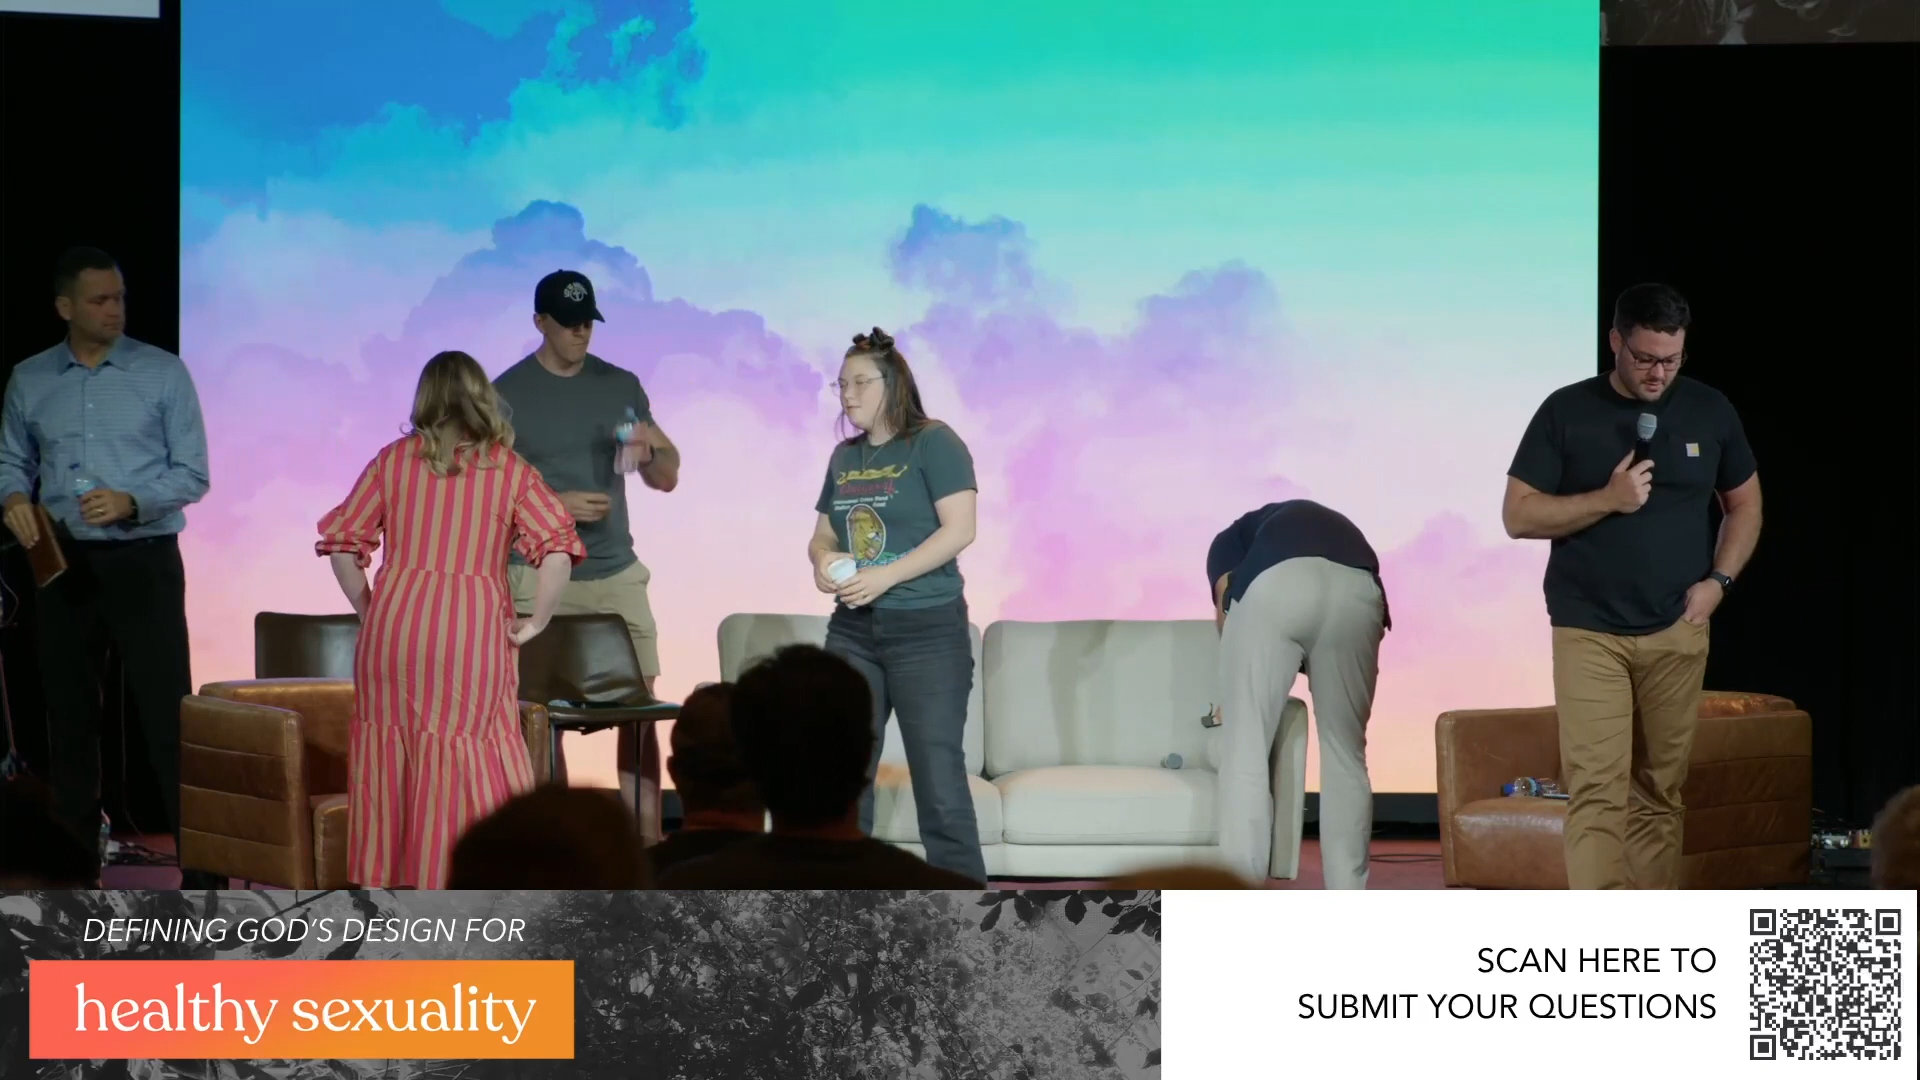 DEFINING GOD'S DESIGN FOR
healthy sexuality
SCAN HERE TO
SUBMIT YOUR QUESTIONS